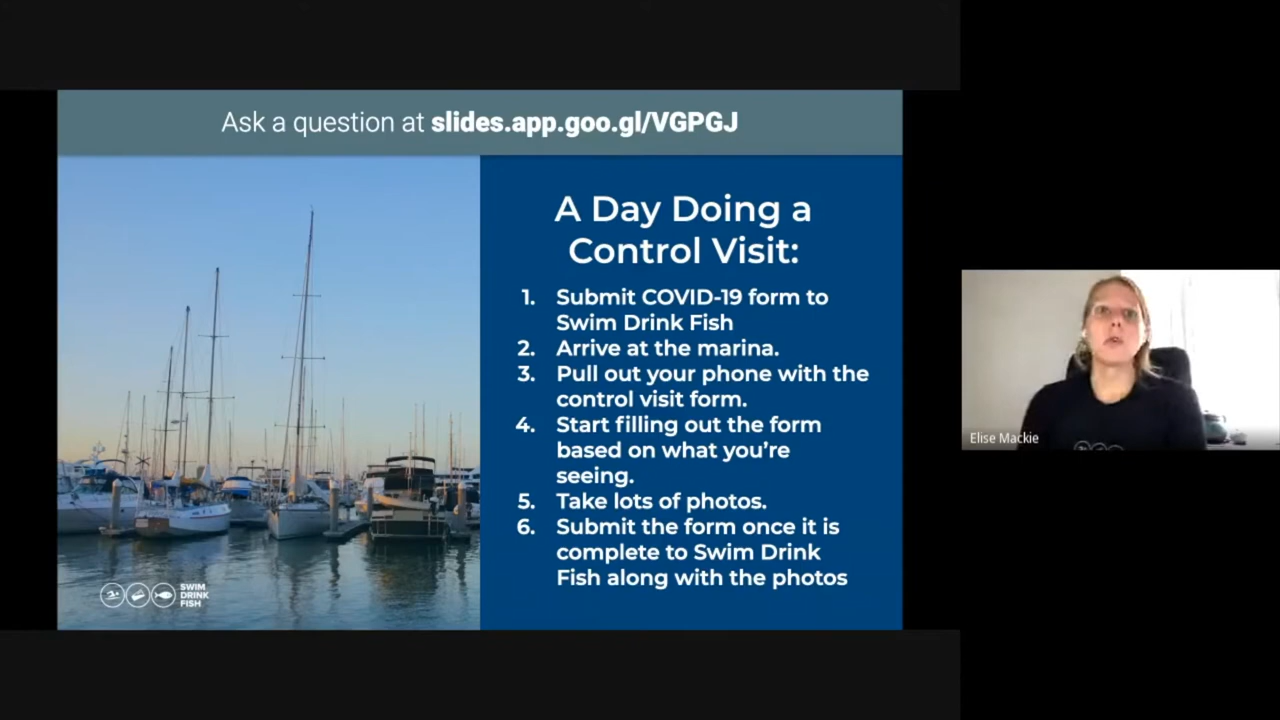 Ask a question at slides.app.goo.gl/VGPGJ
A Day Doing a
Control Visit:
1. Submit COVID-19 form to
Swim Drink Fish
2. Arrive at the marina.
3. Pull out your phone with the
control visit form.
4. Start filling out the form
based on what you’re
seeing.
5. Take lots of photos.
6. Submit the form once it is
complete to Swim Drink
Fish along with the photos
SWIM
DRINK
FISH
Elise Mackie